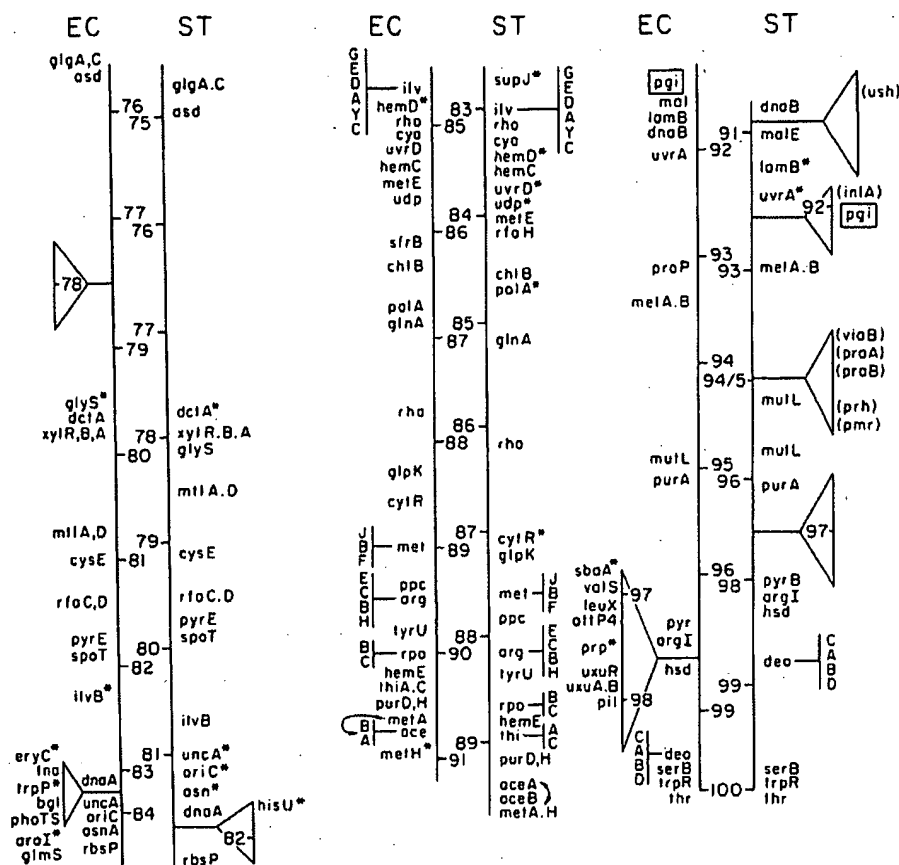 EC ST
glgA,C
asd
76
77
78
79
glyS*
dctA
xylR,B,A
80
mtlA,D
cysE
81
rfaC,D
pyrE
spoT
82
ilvB*
eryC*
tna
trpP*
bgl
phoTS
aroI*
glmS
dnaA
83
uncA
oriC
84
asnA
rbsP
glgA.C
75
asd
76
77
dctA*
78
xylR.B.A
glyS
mtlA.D
79
cysE
rfaC.D
pyrE
spoT
80
ilvB
81
uncA*
oriC*
asn*
dnaA
hisU*
82
rbsP
EC ST
G
E
D
A
Y
C
ilv
hemD*
rho
85
cya
uvrD
hemC
metE
udp
86
sfrB
chlB
polA
glnA
87
rha
88
glpK
cytR
J
B
F
met
89
E
C
B
H
ppc
arg
tyrU
B
C
rpo
90
hemE
thiA.C
purD,H
metA
B
A
ace
metH*
91
supJ*
G
E
D
A
Y
C
83
ilv
rho
cya
hemD*
hemC
uvrD*
udp*
84
metE
rfaH
chlB
polA*
85
glnA
86
rha
87
cytR*
glpK
met
J
B
F
ppc
88
arg
E
C
B
H
tyrU
rpo
B
C
hemE
thi
A
C
89
purD,H
aceA
aceB
metA.H
EC ST
pgi
mal
lamB
dnaB
92
uvrA
93
proP
metA.B
94
mutL
95
purA
96
sbaA*
valS
97
leuX
attP4
prp*
uxuR
uxuA.B
98
pil
pyr
argI
hsd
99
C
A
B
D
deo
serB
trpR
thr
100
dnaB
(ush)
91
malE
lamB*
uvrA*
92
(inlA)
pgi
93
metA.B
94/5
(viaB)
(proA)
(proB)
(prh)
(pmr)
mutL
mutL
96
purA
97
98
pyrB
argI
hsd
deo
C
A
B
D
99
serB
trpR
thr